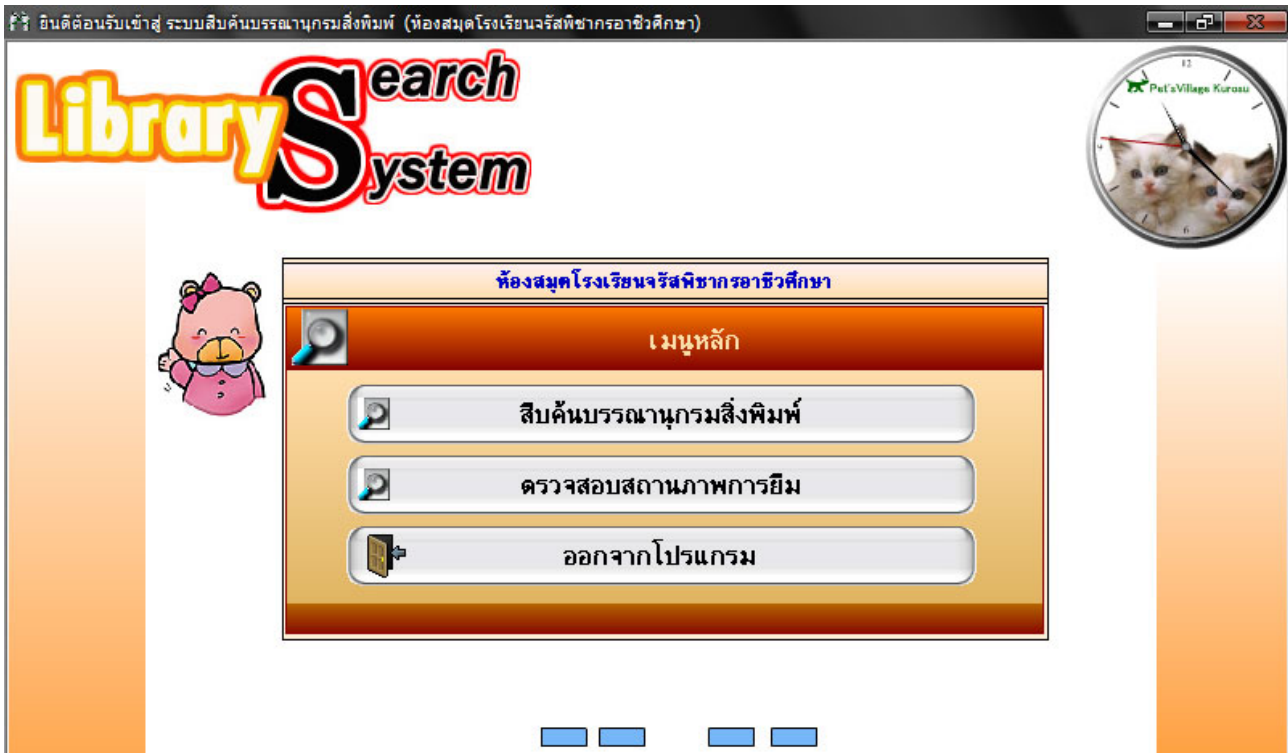 ยินดีต้อนรับเข้าสู่ ระบบสืบค้นบรรณานุกรมสิ่งพิมพ์ (ห้องสมุดโรงเรียนจรัสพิชากรอาชีวศึกษา)
Library Search System
12
Pet'sVillage Kurosu
6
ห้องสมุดโรงเรียนจรัสพิชากรอาชีวศึกษา
เมนูหลัก
สืบค้นบรรณานุกรมสิ่งพิมพ์
ตรวจสอบสถานภาพการยืม
ออกจากโปรแกรม